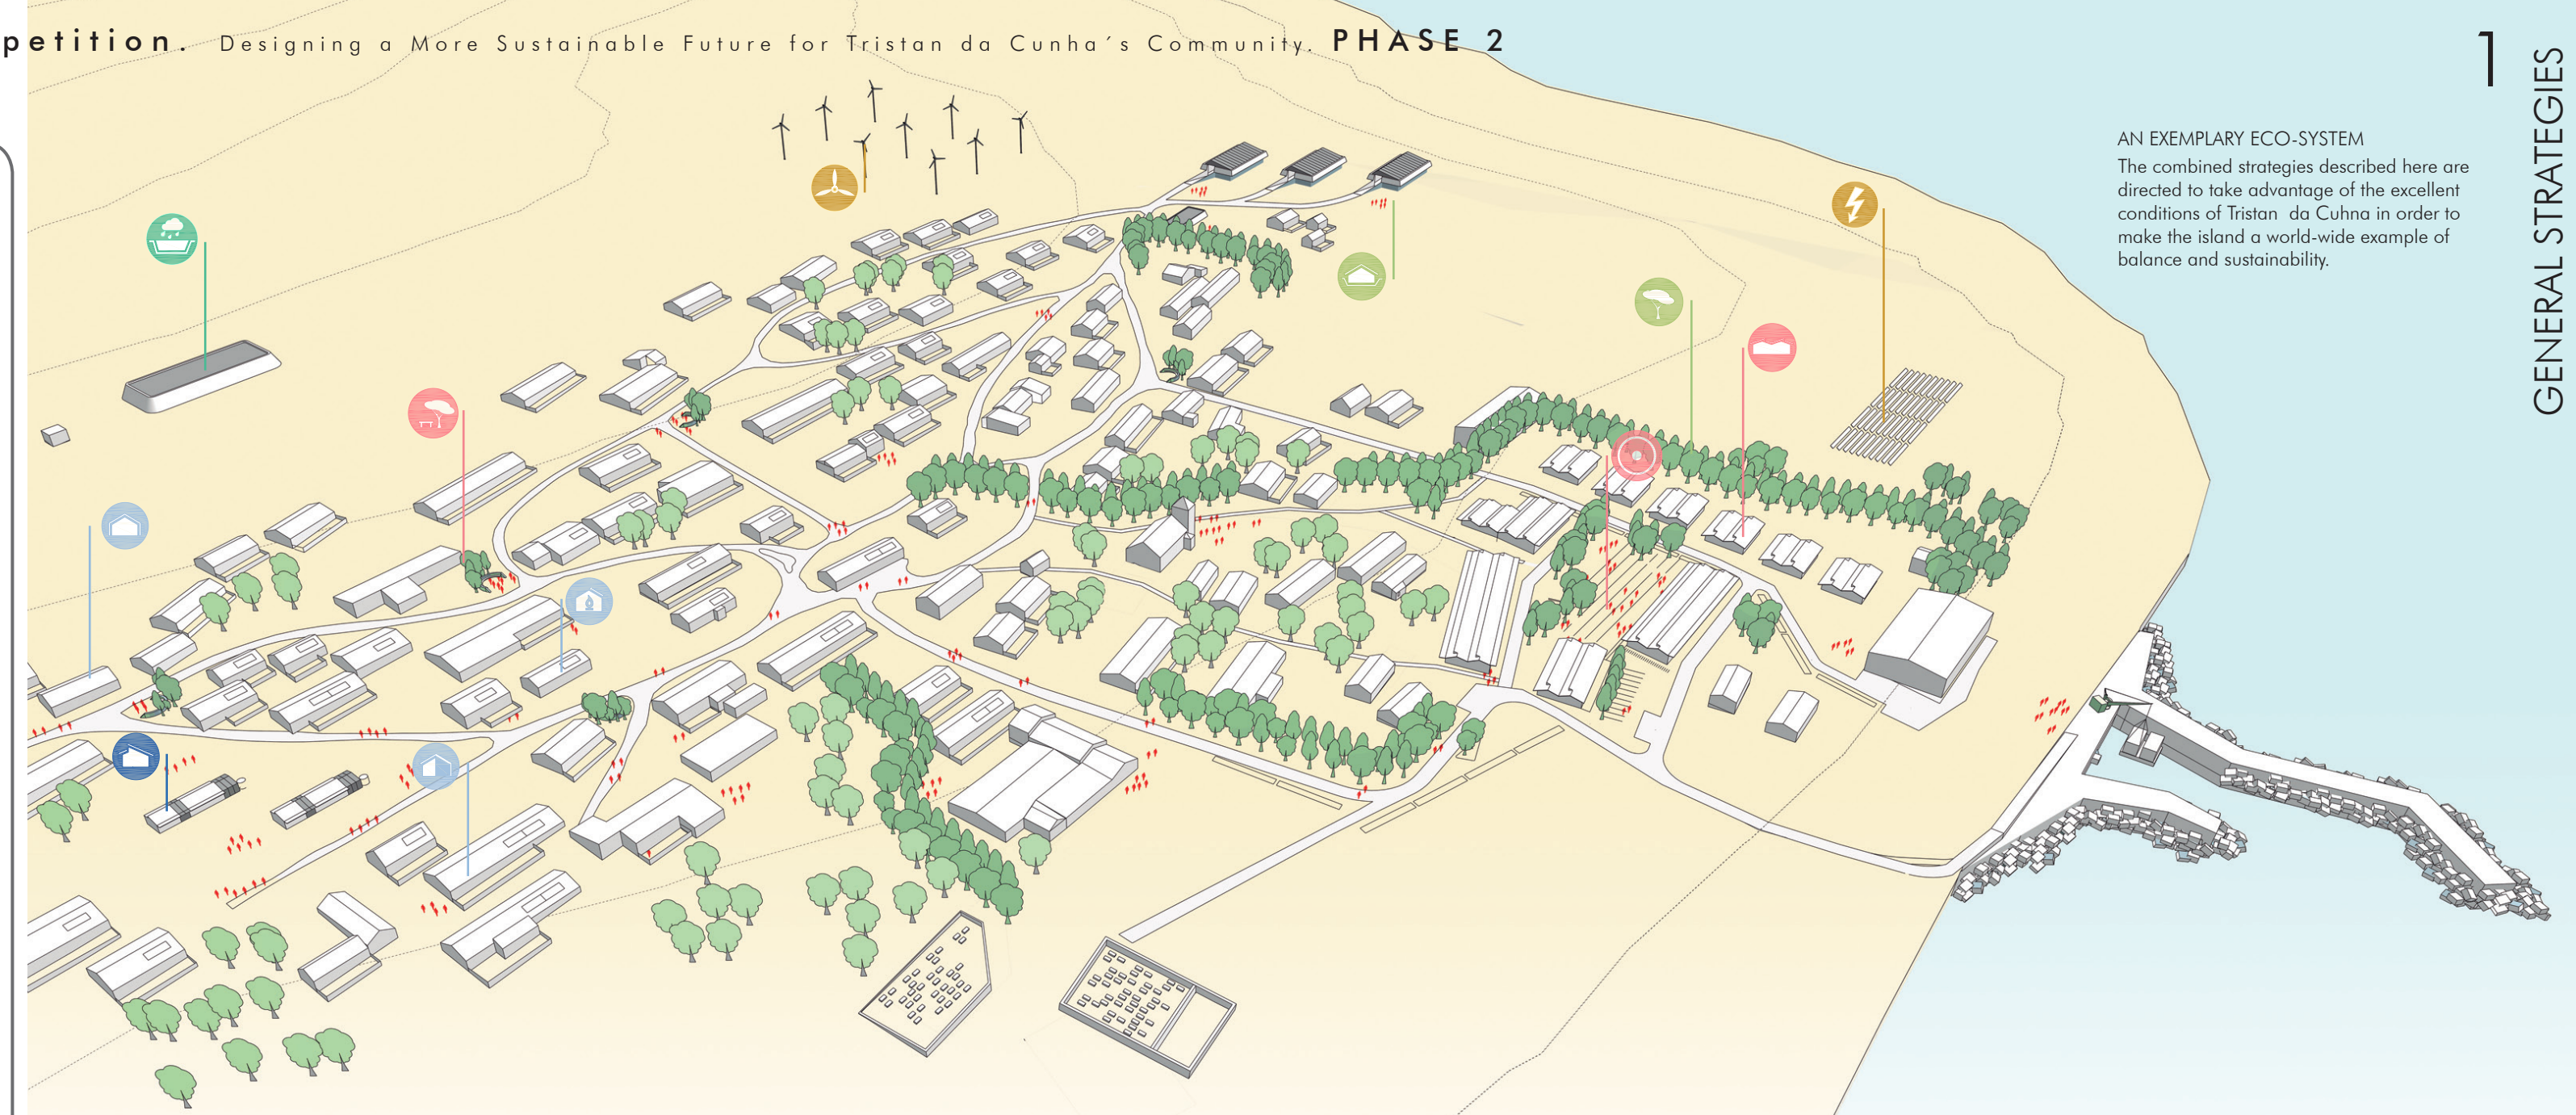 petition. Designing a More Sustainable Future for Tristan da Cunha´s Community. PHASE 2
1
GENERAL STRATEGIES
AN EXEMPLARY ECO-SYSTEM
The combined strategies described here are
directed to take advantage of the excellent
conditions of Tristan da Cuhna in order to
make the island a world-wide example of
balance and sustainability.